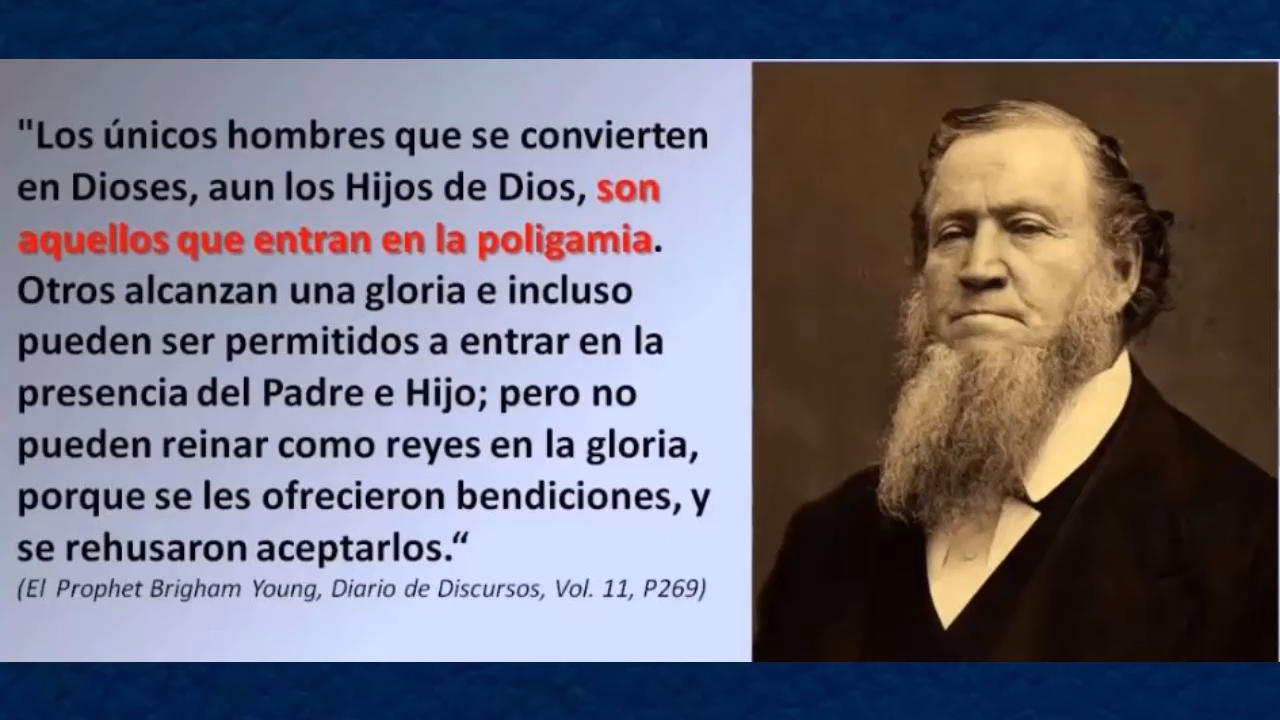 "Los únicos hombres que se convierten
en Dioses, aun los Hijos de Dios, son
aquellos que entran en la poligamia.
Otros alcanzan una gloria e incluso
pueden ser permitidos a entrar en la
presencia del Padre e Hijo; pero no
pueden reinar como reyes en la gloria,
porque se les ofrecieron bendiciones, y
se rehusaron aceptarlos.“
(El Prophet Brigham Young, Diario de Discursos, Vol. 11, P269)